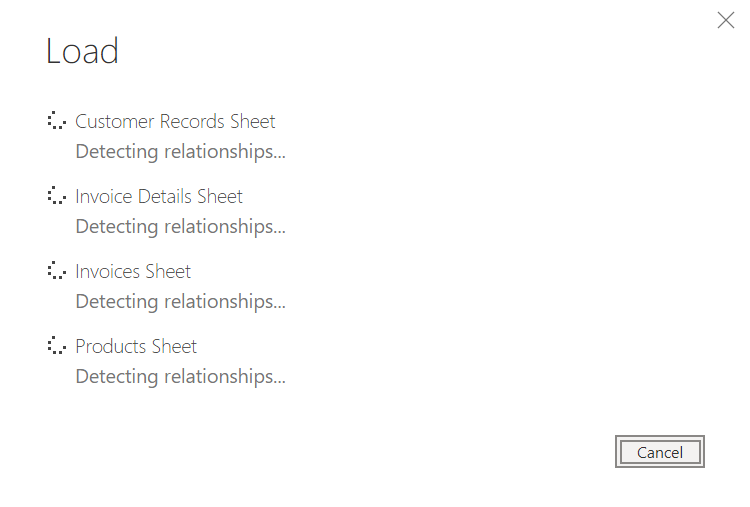 Load
Customer Records Sheet
Detecting relationships...
Invoice Details Sheet
Detecting relationships...
Invoices Sheet
Detecting relationships...
Products Sheet
Detecting relationships...
Cancel